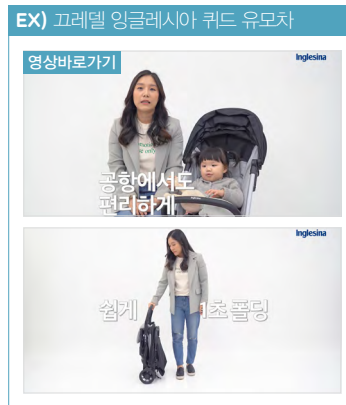 EX) 끄레델 잉글레시아 퀴드 유모차
영상바로가기
Inglesina
공항에서도
편리하게
Inglesina
쉽게 1초 폴딩